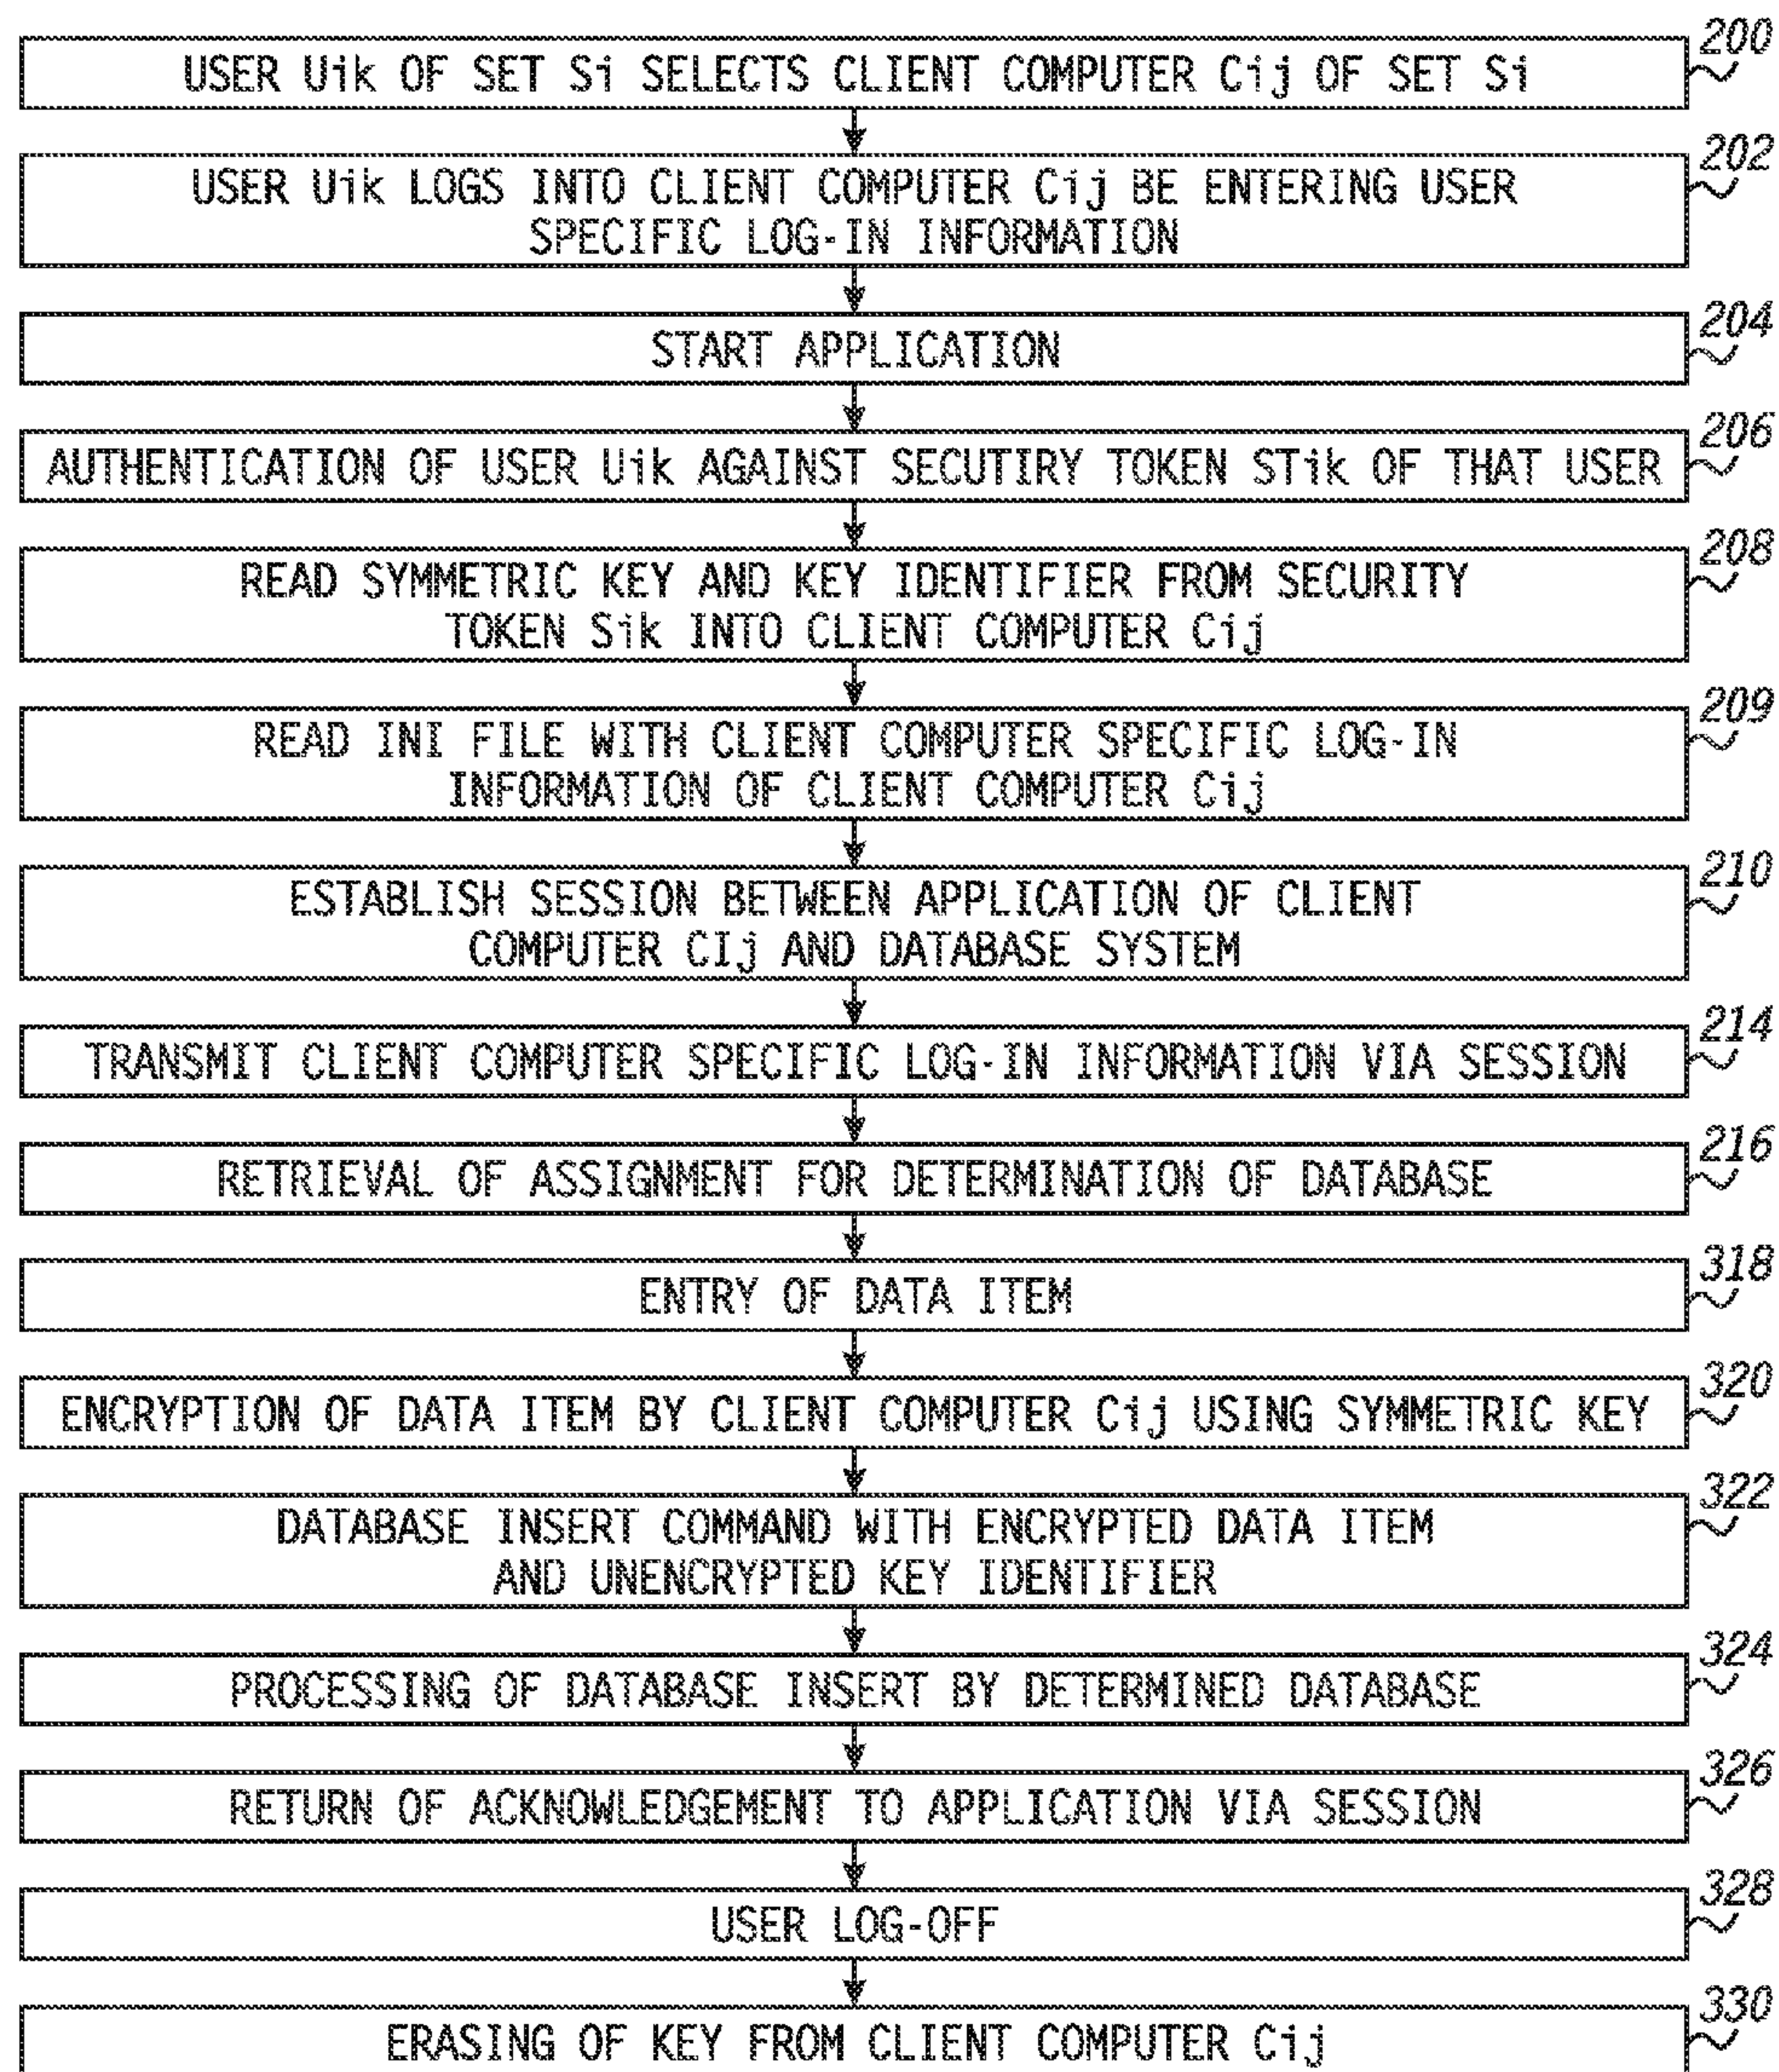 200
USER Uik OF SET Si SELECTS CLIENT COMPUTER Cij OF SET Si
202
USER Uik LOGS INTO CLIENT COMPUTER Cij BE ENTERING USER
SPECIFIC LOG-IN INFORMATION
204
START APPLICATION
206
AUTHENTICATION OF USER Uik AGAINST SECUTIRY TOKEN STik OF THAT USER
208
READ SYMMETRIC KEY AND KEY IDENTIFIER FROM SECURITY
TOKEN Sik INTO CLIENT COMPUTER Cij
209
READ INI FILE WITH CLIENT COMPUTER SPECIFIC LOG-IN
INFORMATION OF CLIENT COMPUTER Cij
210
ESTABLISH SESSION BETWEEN APPLICATION OF CLIENT
COMPUTER CIj AND DATABASE SYSTEM
214
TRANSMIT CLIENT COMPUTER SPECIFIC LOG-IN INFORMATION VIA SESSION
216
RETRIEVAL OF ASSIGNMENT FOR DETERMINATION OF DATABASE
318
ENTRY OF DATA ITEM
320
ENCRYPTION OF DATA ITEM BY CLIENT COMPUTER Cij USING SYMMETRIC KEY
322
DATABASE INSERT COMMAND WITH ENCRYPTED DATA ITEM
AND UNENCRYPTED KEY IDENTIFIER
324
PROCESSING OF DATABASE INSERT BY DETERMINED DATABASE
326
RETURN OF ACKNOWLEDGEMENT TO APPLICATION VIA SESSION
328
USER LOG-OFF
330
ERASING OF KEY FROM CLIENT COMPUTER Cij